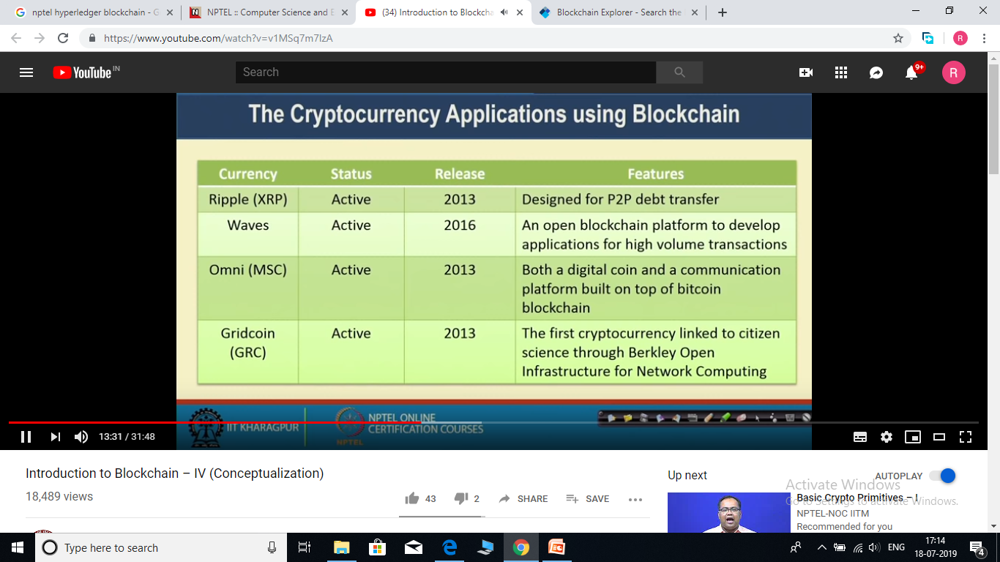 nptel hyperledger blockchain - G
NPTEL :: Computer Science and E
(34) Introduction to Blockcha
Blockchain Explorer - Search the
https://www.youtube.com/watch?v=v1MSq7m7lzA
R
YouTube IN
Search
9+
R
The Cryptocurrency Applications using Blockchain
Currency Status Release Features
Ripple (XRP) Active 2013 Designed for P2P debt transfer
Waves Active 2016 An open blockchain platform to develop
applications for high volume transactions
Omni (MSC) Active 2013 Both a digital coin and a communication
platform built on top of bitcoin
blockchain
Gridcoin Active 2013 The first cryptocurrency linked to citizen
(GRC) science through Berkley Open
Infrastructure for Network Computing
IIT KHARAGPUR
NPTEL ONLINE
CERTIFICATION COURSES
NPTEL
13:31 / 31:48
Introduction to Blockchain – IV (Conceptualization)
18,489 views
43
2
SHARE
SAVE
Up next
AUTOPLAY
Activate Windows
Go to Settings to activate Windows.
Basic Crypto Primitives – I
NPTEL-NOC IITM
Recommended for you
Type here to search
ENG
17:14
18-07-2019
4